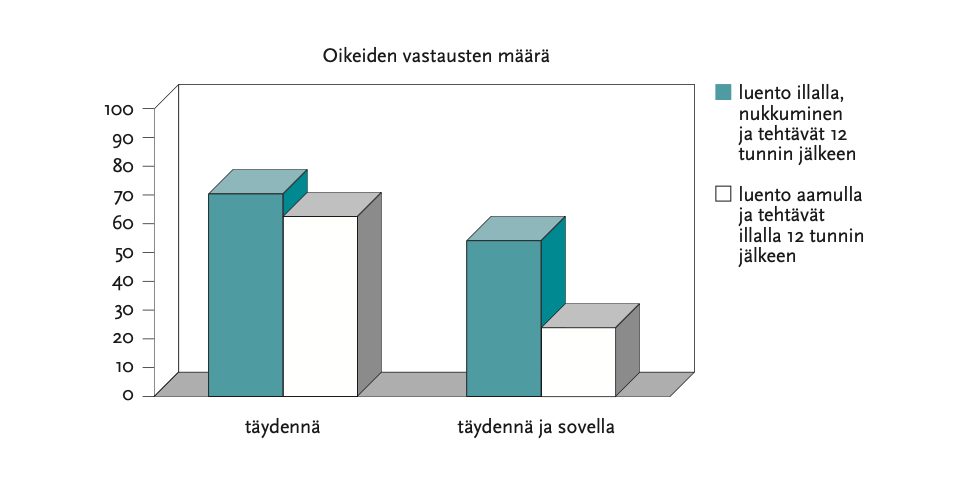 Oikeiden vastausten määrä
100
90
80
70
60
50
40
30
20
10
0
täydennä
täydennä ja sovella
luento illalla,
nukkuminen
ja tehtävät 12
tunnin jälkeen
luento aamulla
ja tehtävät
illalla 12 tunnin
jälkeen